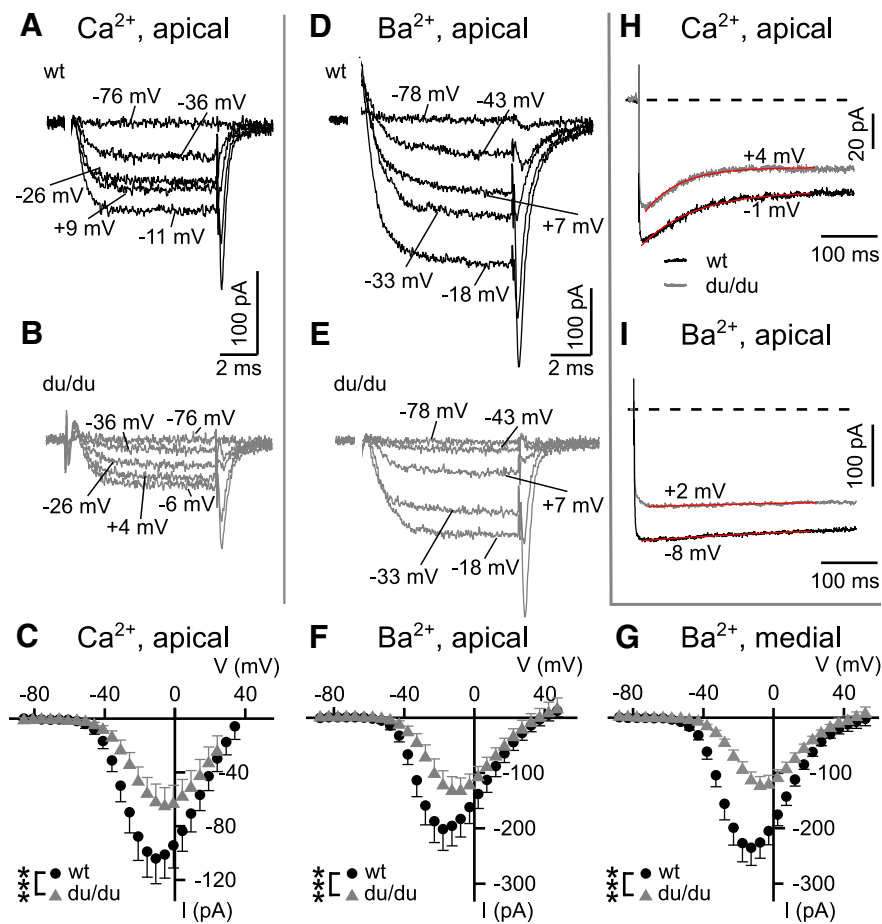 A Ca2+, apical
wt
-76 mV
-36 mV
-26 mV
+9 mV
-11 mV
100 pA
2 ms
B
du/du
-36 mV
-76 mV
-26 mV
+4 mV
-6 mV
D Ba2+, apical
wt
-78 mV
-43 mV
+7 mV
-33 mV
-18 mV
100 pA
2 ms
E
du/du
-78 mV
-43 mV
+7 mV
-33 mV
-18 mV
H Ca2+, apical
20 pA
+4 mV
-1 mV
100 ms
wt
du/du
I Ba2+, apical
100 pA
+2 mV
-8 mV
100 ms
C Ca2+, apical
V (mV)
-80 -40 0 40
-40
-80
-120
*** wt
du/du
I (pA)
F Ba2+, apical
V (mV)
-80 -40 0 40
-100
-200
-300
*** wt
du/du
I (pA)
G Ba2+, medial
V (mV)
-80 -40 0 40
-100
-200
-300
*** wt
du/du
I (pA)